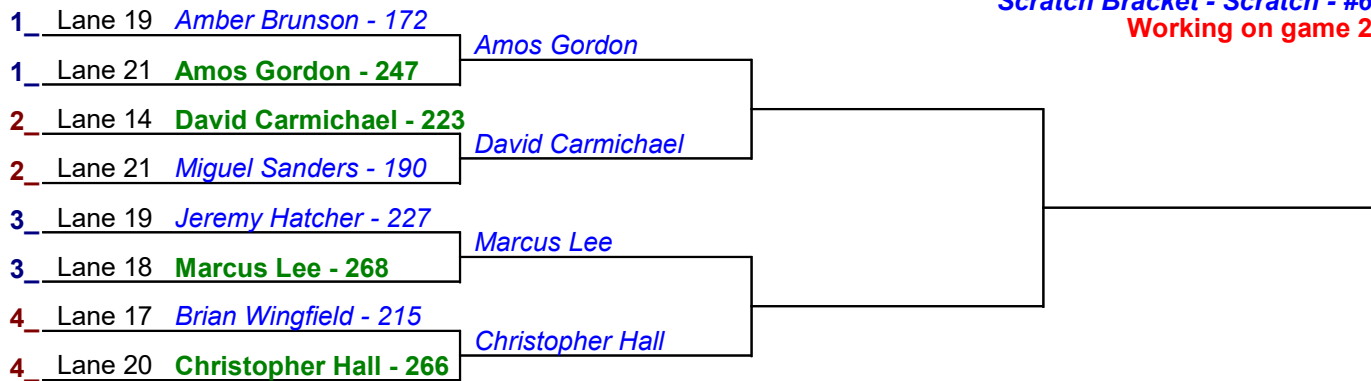 Scratch Bracket - Scratch - #6
Working on game 2
1_ Lane 19 Amber Brunson - 172
Amos Gordon
1_ Lane 21 Amos Gordon - 247
2_ Lane 14 David Carmichael - 223
David Carmichael
2_ Lane 21 Miguel Sanders - 190
3_ Lane 19 Jeremy Hatcher - 227
Marcus Lee
3_ Lane 18 Marcus Lee - 268
4_ Lane 17 Brian Wingfield - 215
Christopher Hall
4_ Lane 20 Christopher Hall - 266